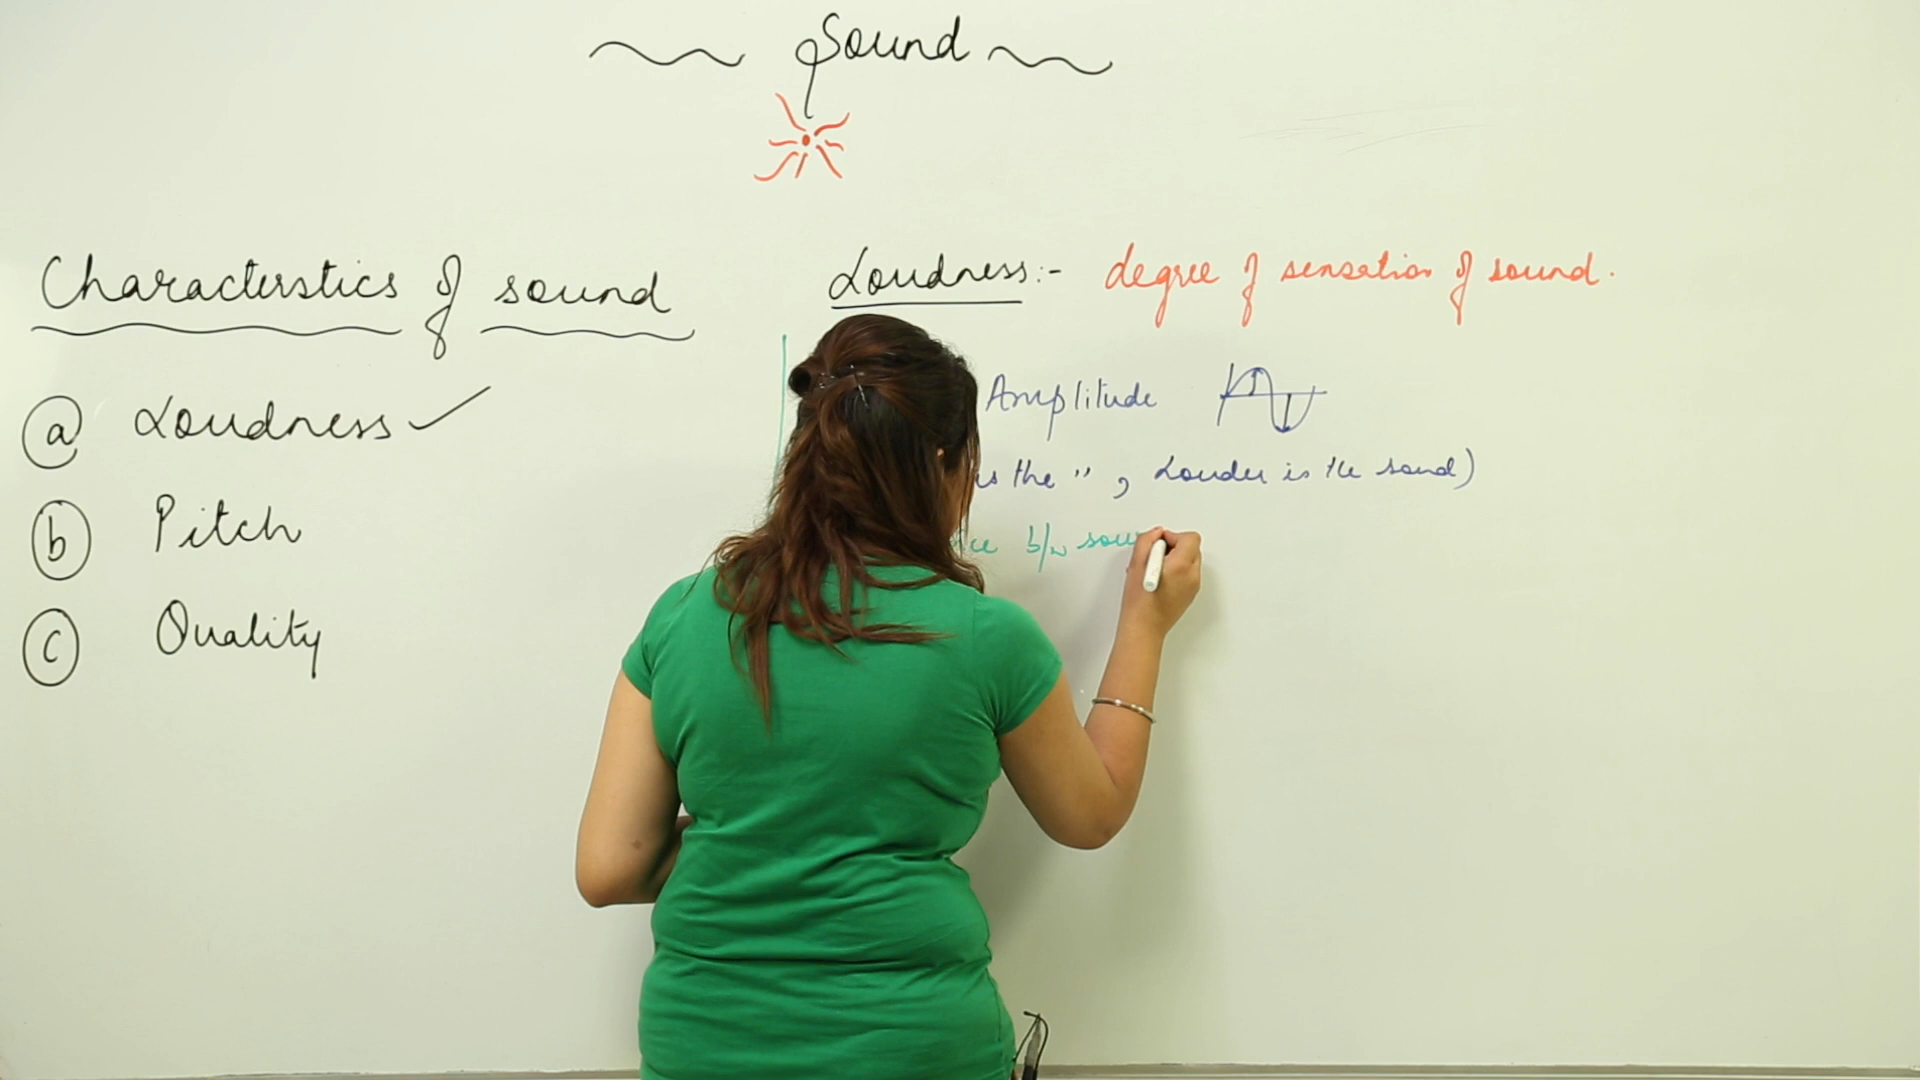 Sound
Characterstics of sound
a Loudness
b Pitch
c Quality
Loudness:- degree of sensation of sound.
Amplitude
is the " , Louder is the sound)
b/w